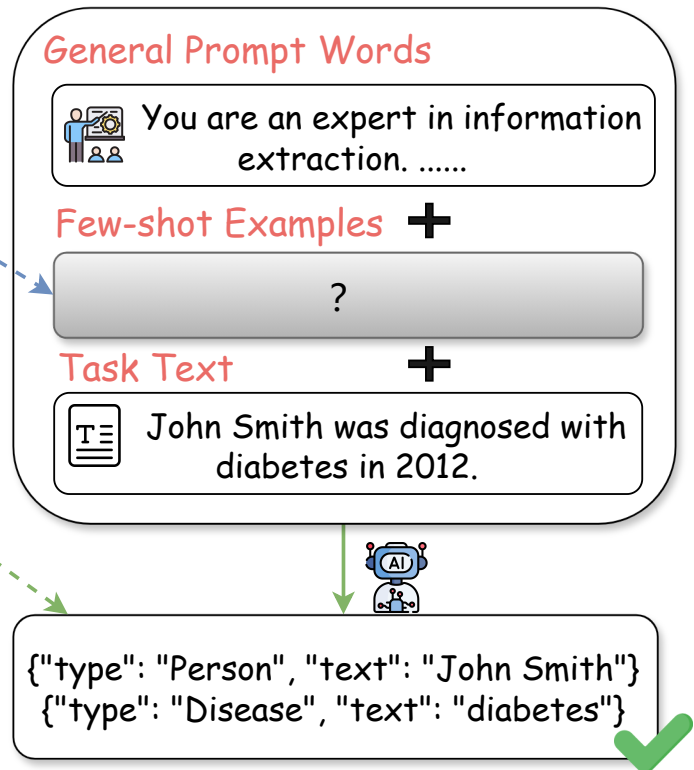 General Prompt Words
You are an expert in information
extraction. ......
Few-shot Examples +
?
Task Text +
T
John Smith was diagnosed with
diabetes in 2012.
AI
{"type": "Person", "text": "John Smith"}
{"type": "Disease", "text": "diabetes"}